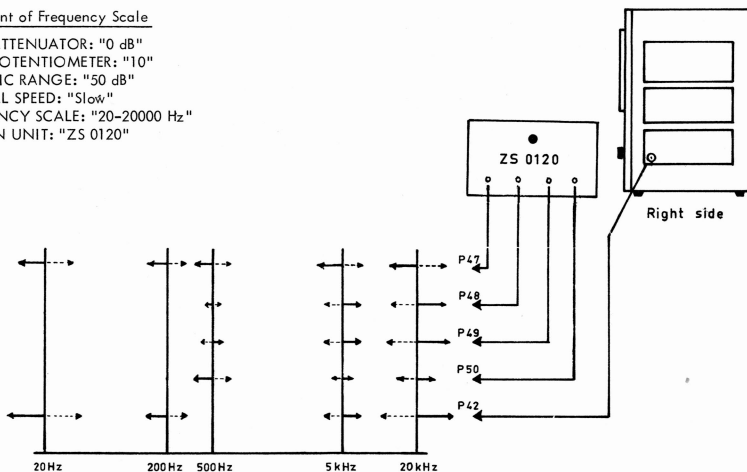 nt of Frequency Scale
TTENUATOR: "0 dB"
OTENTIOMETER: "10"
IC RANGE: "50 dB"
L SPEED: "Slow"
NCY SCALE: "20-20000 Hz"
N UNIT: "ZS 0120"
ZS 0120
Right side
P47
P48
P49
P50
P42
20Hz 200Hz 500Hz 5kHz 20kHz